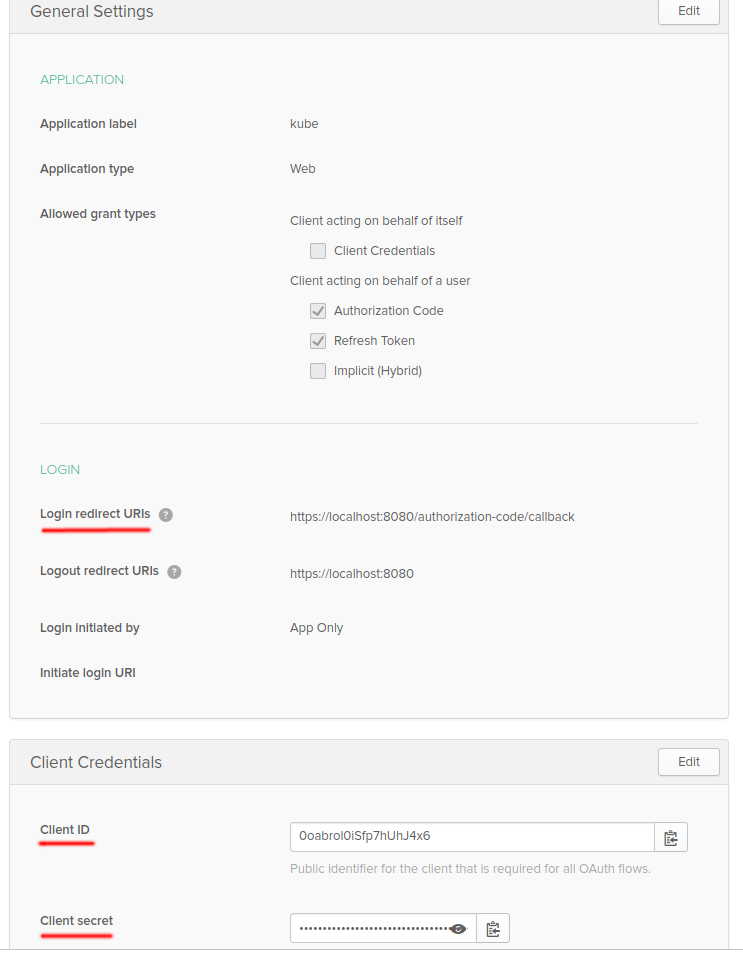 General Settings
Edit
APPLICATION
Application label
kube
Application type
Web
Allowed grant types
Client acting on behalf of itself
Client Credentials
Client acting on behalf of a user
Authorization Code
Refresh Token
Implicit (Hybrid)
LOGIN
Login redirect URIs ?
https://localhost:8080/authorization-code/callback
Logout redirect URIs ?
https://localhost:8080
Login initiated by
App Only
Initiate login URI
Client Credentials
Edit
Client ID
0oabrol0iSfp7hUhJ4x6
Public identifier for the client that is required for all OAuth flows.
Client secret